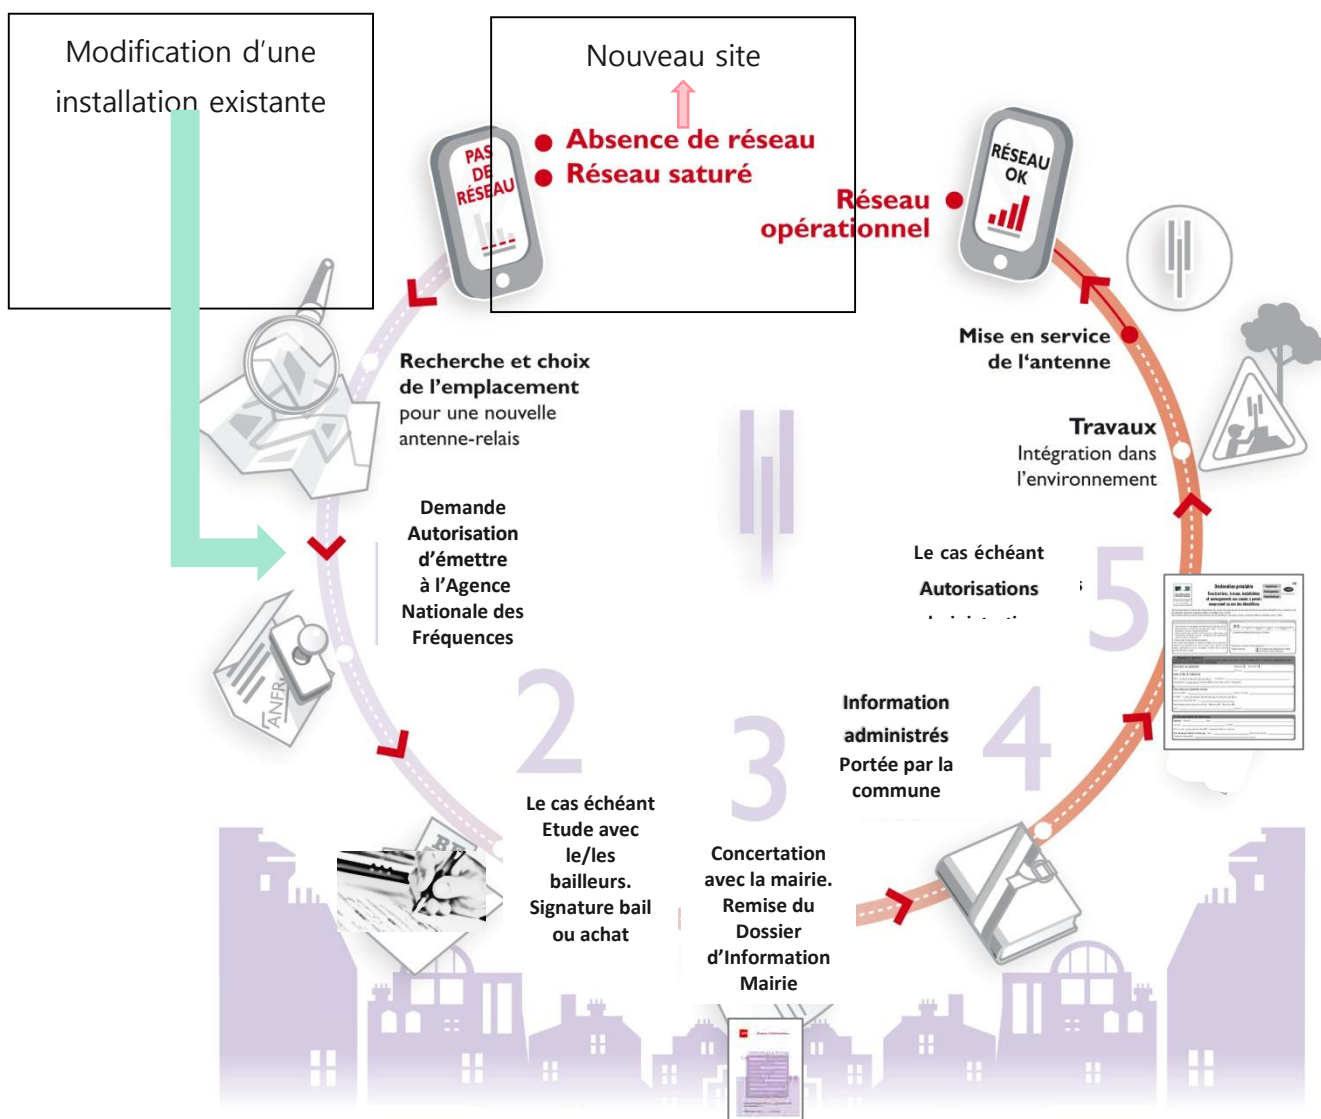 Modification d'une
installation existante
Nouveau site
Absence de réseau
Réseau saturé
PAS
DE
RÉSEAU
RÉSEAU
OK
Réseau
opérationnel
Recherche et choix
de l'emplacement
pour une nouvelle
antenne-relais
Mise en service
de l'antenne
Travaux
Intégration dans
l'environnement
Demande
Autorisation
d'émettre
à l'Agence
Nationale des
Fréquences
ANFR
2
Le cas échéant
Etude avec
le/les
bailleurs.
Signature bail
ou achat
3
Concertation
avec la mairie.
Remise du
Dossier
d'Information
Mairie
4
Information
administrés
Portée par la
commune
5
Le cas échéant
Autorisations
Déclaration préalable